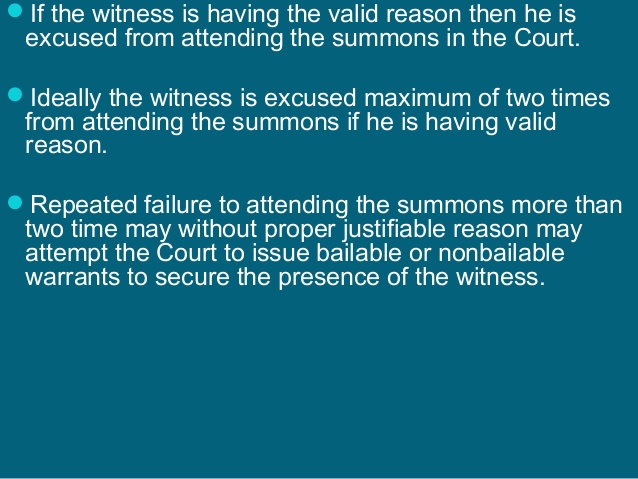 If the witness is having the valid reason then he is
excused from attending the summons in the Court.
Ideally the witness is excused maximum of two times
from attending the summons if he is having valid
reason.
Repeated failure to attending the summons more than
two time may without proper justifiable reason may
attempt the Court to issue bailable or nonbailable
warrants to secure the presence of the witness.